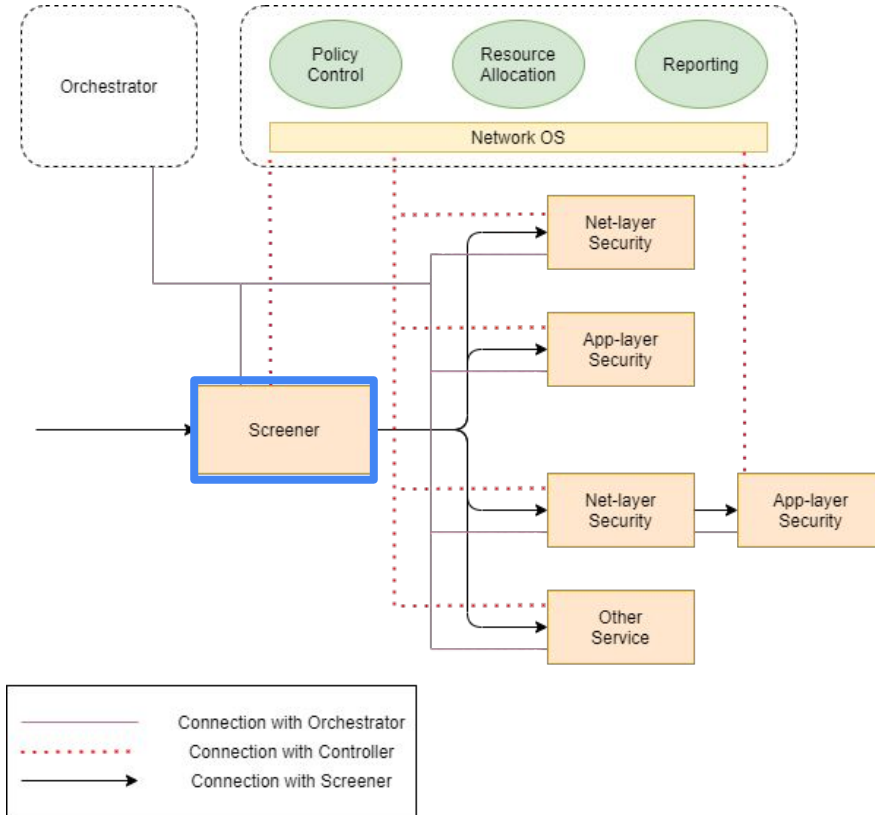 Orchestrator
Policy
Control
Resource
Allocation
Reporting
Network OS
Net-layer
Security
App-layer
Security
Screener
Net-layer
Security
App-layer
Security
Other
Service
Connection with Orchestrator
Connection with Controller
Connection with Screener